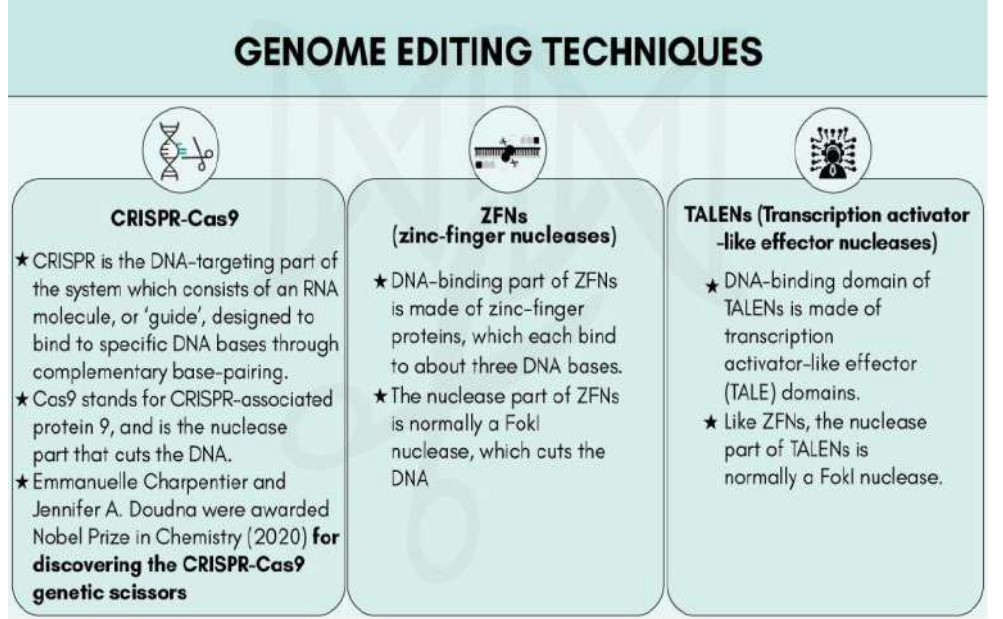 GENOME EDITING TECHNIQUES
CRISPR-Cas9
★ CRISPR is the DNA-targeting part of
the system which consists of an RNA
molecule, or ‘guide’, designed to
bind to specific DNA bases through
complementary base-pairing.
★ Cas9 stands for CRISPR-associated
protein 9, and is the nuclease
part that cuts the DNA.
★ Emmanuelle Charpentier and
Jennifer A. Doudna were awarded
Nobel Prize in Chemistry (2020) for
discovering the CRISPR-Cas9
genetic scissors
ZFNs
(zinc-finger nucleases)
★ DNA-binding part of ZFNs
is made of zinc-finger
proteins, which each bind
to about three DNA bases.
★ The nuclease part of ZFNs
is normally a FokI
nuclease, which cuts the
DNA
TALENs (Transcription activator
-like effector nucleases)
★ DNA-binding domain of
TALENs is made of
transcription
activator-like effector
(TALE) domains.
★ Like ZFNs, the nuclease
part of TALENs is
normally a FokI nuclease.